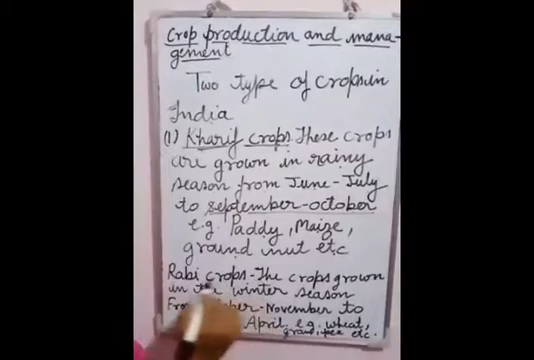 Crop production and mana-
gement
Two type of crops in
India
(1) Kharif crops These crops
are grown in rainy
season from June-July
to september-october
e.g. Paddy, Maize,
ground nut etc
Rabi crops-The crops grown
in the winter season
November to
April. e.g. wheat,
gram, pea etc.